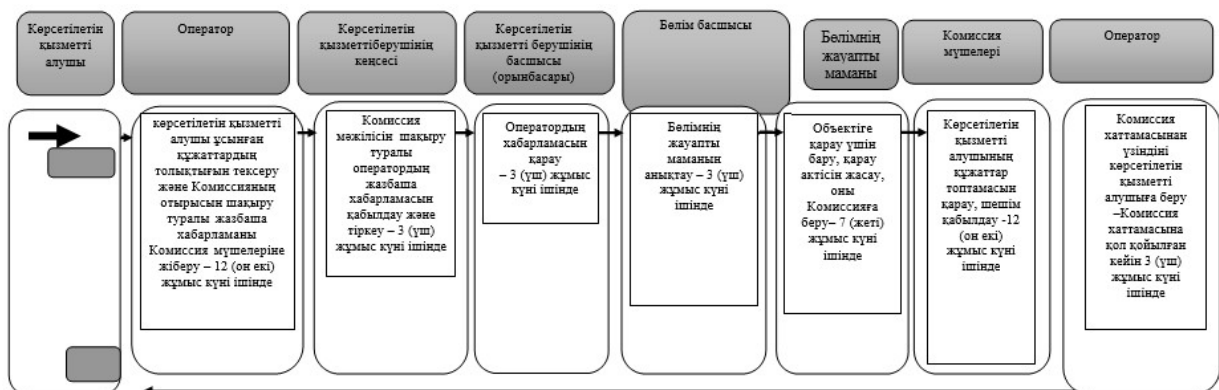 Көрсетілетін
қызметті
алушы
Оператор
Көрсетілетін
қызметтіберушінің
кеңсесі
Көрсетілетін
қызметті берушінің
басшысы
(орынбасары)
Бөлім басшысы
Бөлімнің
жауапты
маманы
Комиссия
мүшелері
Оператор
көрсетілетін қызметті
алушы ұсынған
құжаттардың
толықтығын тексеру
және Комиссияның
отырысын шақыру
туралы жазбаша
хабарламаны
Комиссия мүшелеріне
жіберу – 12 (он екі)
жұмыс күні ішінде
Комиссия
мәжілісін шақыру
туралы
оператордың
жазбаша
хабарламасын
қабылдау және
тіркеу – 3 (үш)
жұмыс күні ішінде
Оператордың
хабарламасын
қарау
– 3 (үш) жұмыс
күні ішінде
Бөлімнің
жауапты
маманын
анықтау – 3 (үш)
жұмыс күні
ішінде
Объектіге
қарау үшін
бару, қарау
актісін жасау,
оны
Комиссияға
беру– 7 (жеті)
жұмыс күні
ішінде
Көрсетілетін
қызметті
алушының
құжаттар
топтамасын
қарау, шешім
қабылдау -12
(он екі)
жұмыс күні
ішінде
Комиссия
хаттамасынан
үзіндіні
көрсетілетін
қызметті
алушыға беру
–Комиссия
хаттамасына
қол қойылған
кейін 3 (үш)
жұмыс күні
ішінде